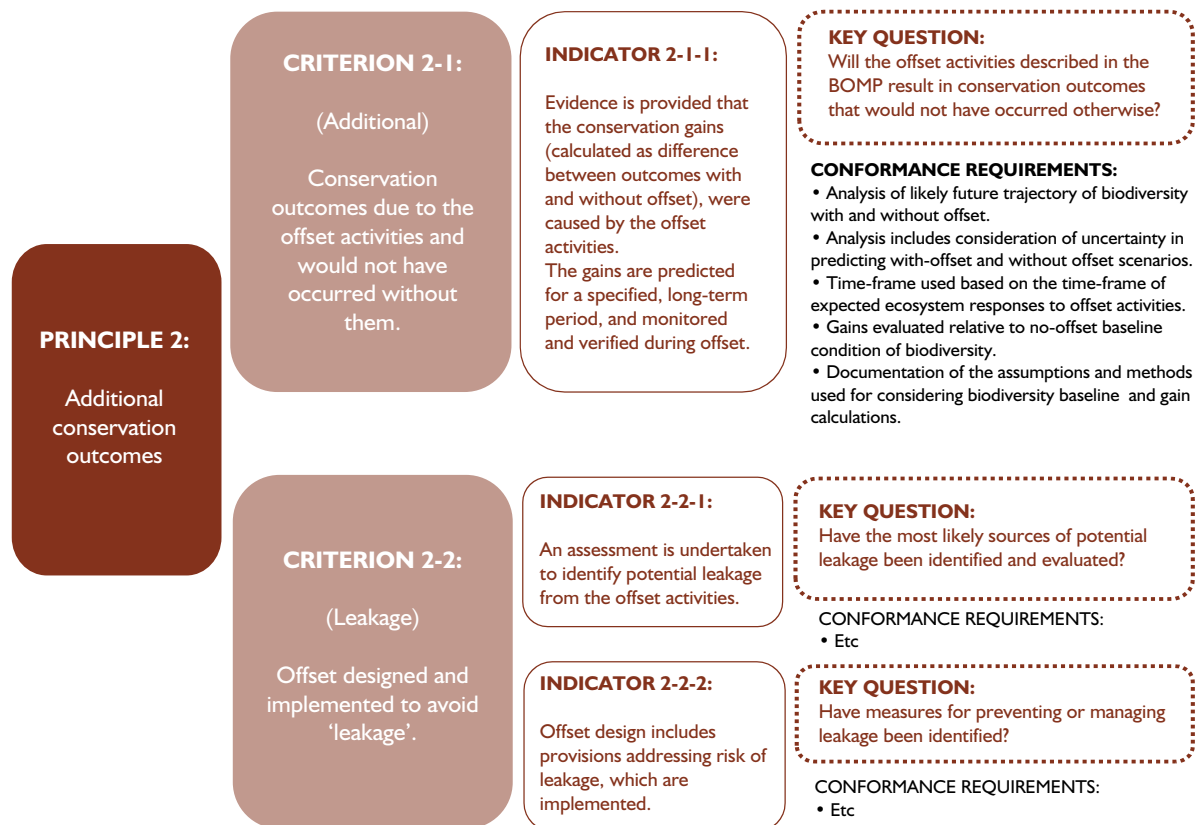 PRINCIPLE 2:
Additional
conservation
outcomes
CRITERION 2-1:
(Additional)
Conservation
outcomes due to the
offset activities and
would not have
occurred without
them.
INDICATOR 2-1-1:
Evidence is provided that
the conservation gains
(calculated as difference
between outcomes with
and without offset), were
caused by the offset
activities.
The gains are predicted
for a specified, long-term
period, and monitored
and verified during offset.
KEY QUESTION:
Will the offset activities described in the
BOMP result in conservation outcomes
that would not have occurred otherwise?
CONFORMANCE REQUIREMENTS:
• Analysis of likely future trajectory of biodiversity
with and without offset.
• Analysis includes consideration of uncertainty in
predicting with-offset and without offset scenarios.
• Time-frame used based on the time-frame of
expected ecosystem responses to offset activities.
• Gains evaluated relative to no-offset baseline
condition of biodiversity.
• Documentation of the assumptions and methods
used for considering biodiversity baseline and gain
calculations.
CRITERION 2-2:
(Leakage)
Offset designed and
implemented to avoid
‘leakage’.
INDICATOR 2-2-1:
An assessment is undertaken
to identify potential leakage
from the offset activities.
KEY QUESTION:
Have the most likely sources of potential
leakage been identified and evaluated?
CONFORMANCE REQUIREMENTS:
• Etc
INDICATOR 2-2-2:
Offset design includes
provisions addressing risk of
leakage, which are
implemented.
KEY QUESTION:
Have measures for preventing or managing
leakage been identified?
CONFORMANCE REQUIREMENTS:
• Etc